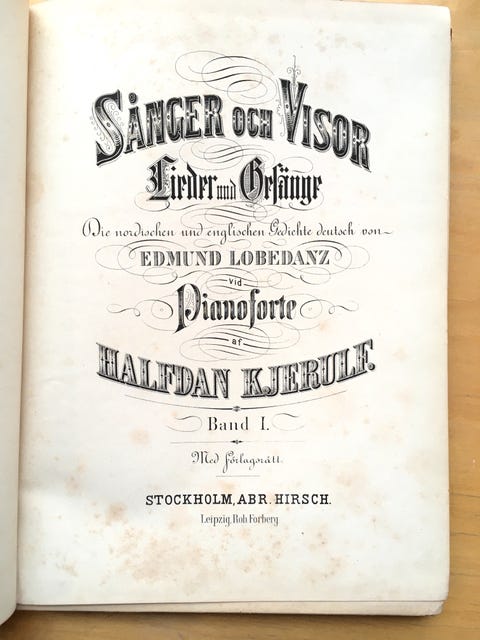 SÅNGER OCH VISOR
Lieder und Gesänge
Die nordischen und englischen Gedichte deutsch von
EDMUND LOBEDANZ
vid
Pianoforte
af
HALFDAN KJERULF.
Band I.
Med förlagsrätt.
STOCKHOLM, ABR. HIRSCH.
Leipzig, Rob Forberg